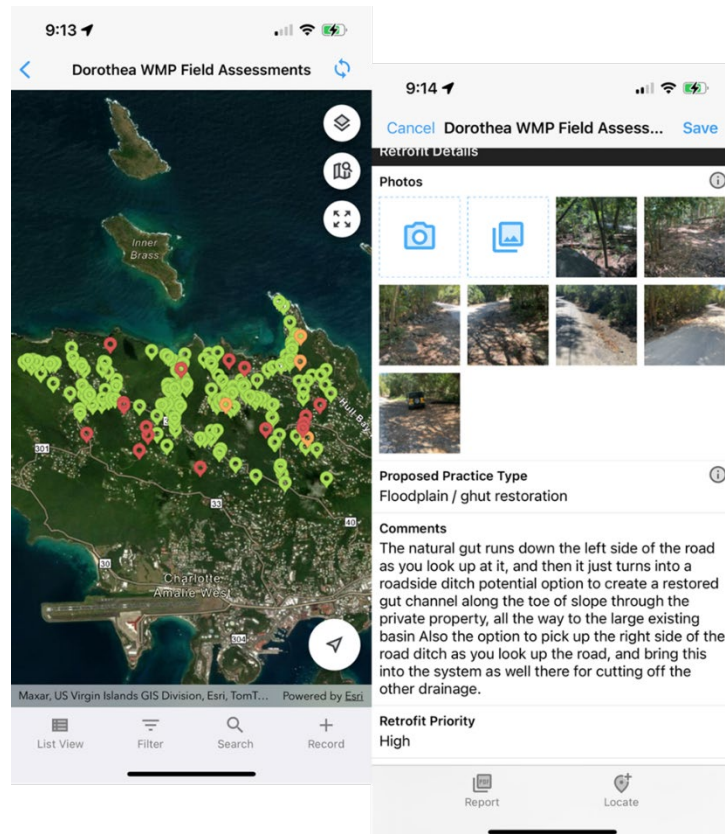 9:13
Dorothea WMP Field Assessments
Inner
Brass
Hull Bay
301
33
40
30
Charlotte
Amalie West
304
Maxar, US Virgin Islands GIS Division, Esri, TomT... Powered by Esri
List View
Filter
Search
Record
9:14
Cancel Dorothea WMP Field Assess... Save
Retrofit Details
Photos
Proposed Practice Type
Floodplain / ghut restoration
Comments
The natural gut runs down the left side of the road
as you look up at it, and then it just turns into a
roadside ditch potential option to create a restored
gut channel along the toe of slope through the
private property, all the way to the large existing
basin Also the option to pick up the right side of the
road ditch as you look up the road, and bring this
into the system as well there for cutting off the
other drainage.
Retrofit Priority
High
PDF
Report
Locate